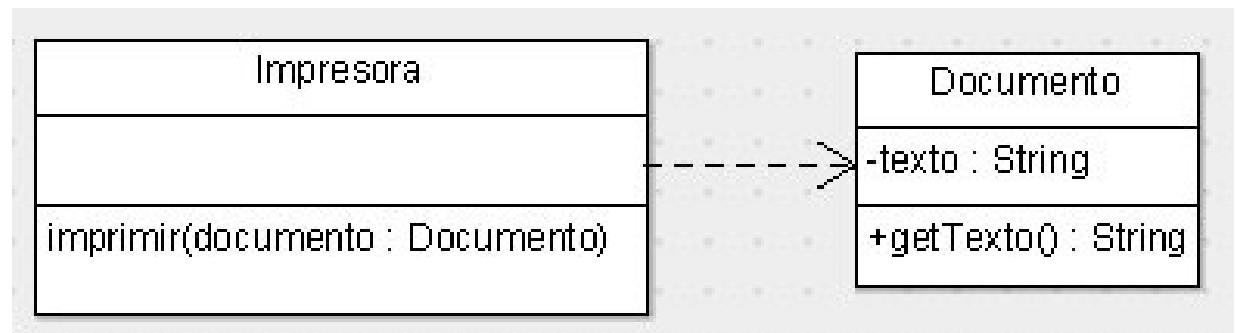 Impresora
imprimir(documento : Documento)
Documento
-texto : String
+getTexto() : String